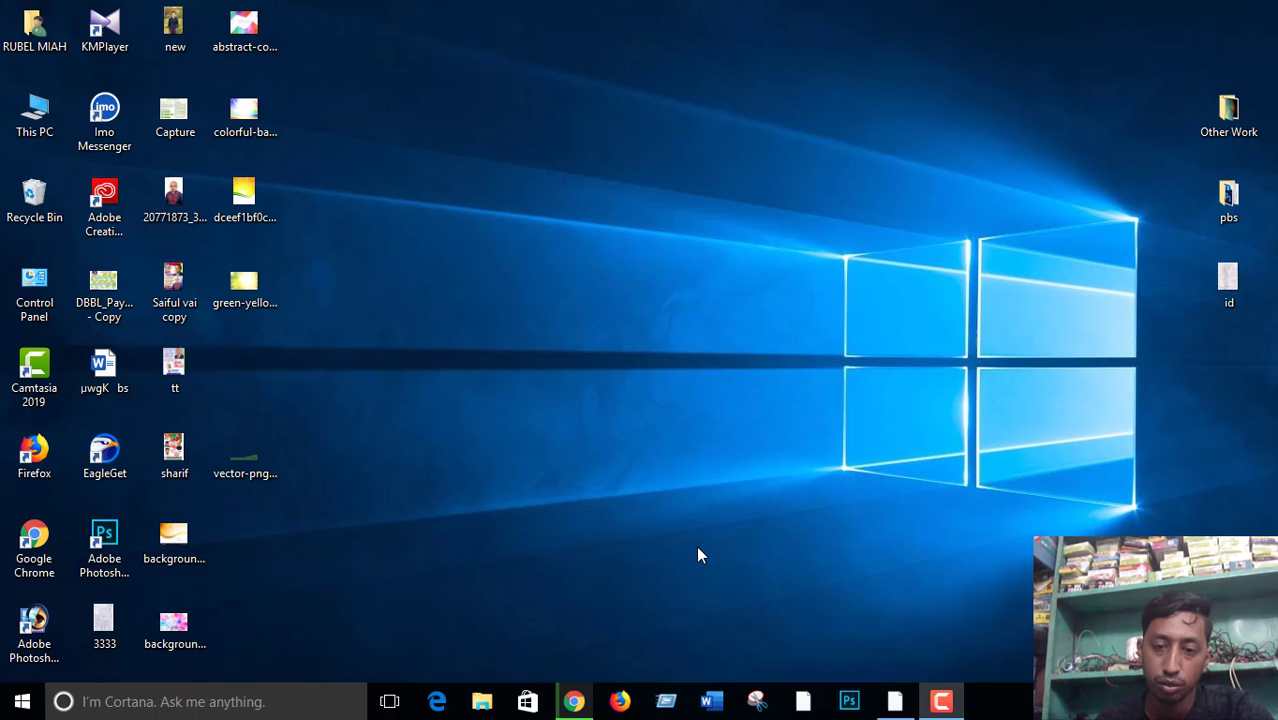 RUBEL MIAH
KMPlayer
new
abstract-co...
This PC
Imo
Messenger
Capture
colorful-ba...
Other Work
Recycle Bin
Adobe
Creati...
20771873_3...
dceef1bf0c...
pbs
Control
Panel
DBBL_Pay...
- Copy
Saiful vai
copy
green-yello...
id
Camtasia
2019
µwgK bs
tt
Firefox
EagleGet
sharif
vector-png...
Google
Chrome
Adobe
Photosh...
backgroun...
Adobe
Photosh...
3333
backgroun...
I'm Cortana. Ask me anything.